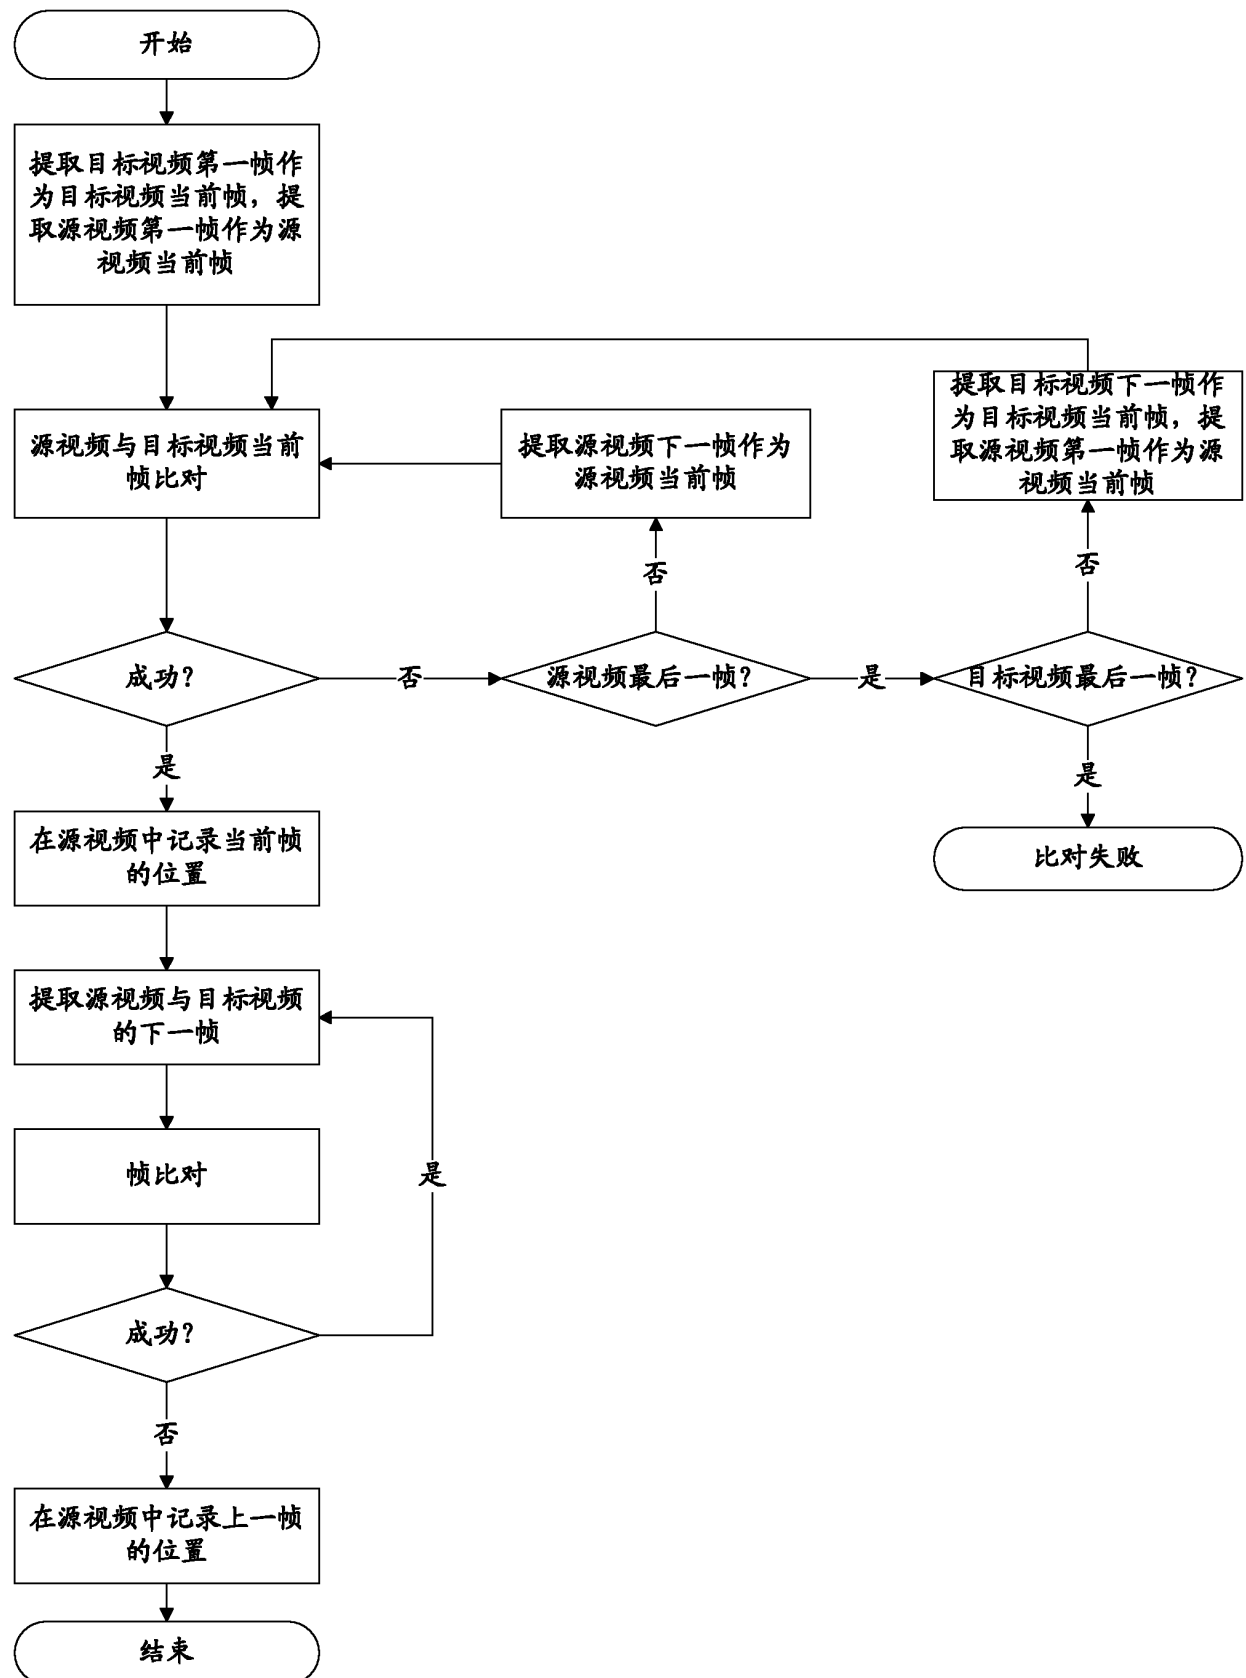 开始
提取目标视频第一帧作
为目标视频当前帧，提
取源视频第一帧作为源
视频当前帧
源视频与目标视频当前
帧比对
提取源视频下一帧作为
源视频当前帧
提取目标视频下一帧作
为目标视频当前帧，提
取源视频第一帧作为源
视频当前帧
否
否
成功？
否
源视频最后一帧？
是
目标视频最后一帧？
是
是
在源视频中记录当前帧
的位置
比对失败
提取源视频与目标视频
的下一帧
帧比对
是
成功？
否
在源视频中记录上一帧
的位置
结束